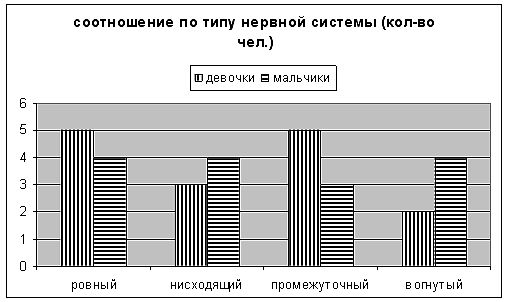 соотношение по типу нервной системы (кол-во
чел.)
девочки мальчики
6
5
4
3
2
1
0
ровный нисходящий промежуточный вогнутый